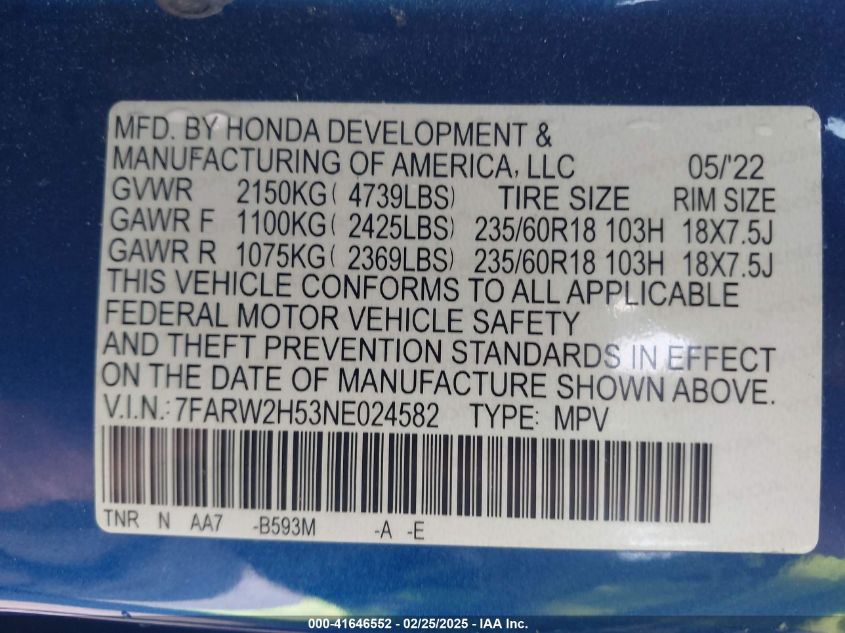 MFD. BY HONDA DEVELOPMENT &
MANUFACTURING OF AMERICA, LLC 05/'22
GVWR 2150KG( 4739LBS) TIRE SIZE RIM SIZE
GAWR F 1100KG( 2425LBS) 235/60R18 103H 18X7.5J
GAWR R 1075KG( 2369LBS) 235/60R18 103H 18X7.5J
THIS VEHICLE CONFORMS TO ALL APPLICABLE
FEDERAL MOTOR VEHICLE SAFETY
AND THEFT PREVENTION STANDARDS IN EFFECT
ON THE DATE OF MANUFACTURE SHOWN ABOVE.
V.I.N.: 7FARW2H53NE024582 TYPE: MPV
TNR N AA7 -B593M -A -E
000-41646552 / 02/25/2025 - IAA Inc.